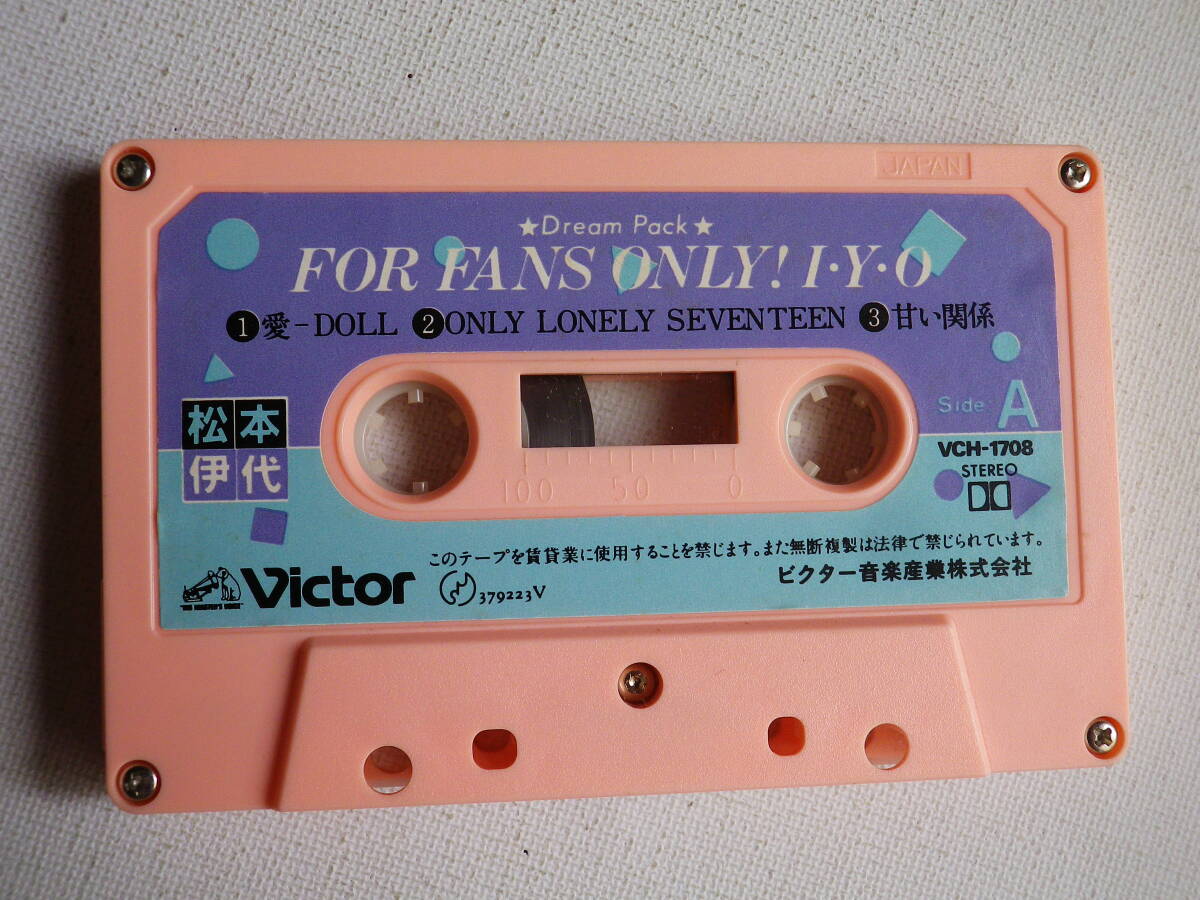 JAPAN
★Dream Pack★
FOR FANS ONLY! I·Y·O
❶愛-DOLL ❷ONLY LONELY SEVENTEEN ❸甘い関係
Side A
松本
伊代
VCH-1708
STEREO
100 50 0
このテープを賃貸業に使用することを禁じます。また無断複製は法律で禁じられています。
"HIS MASTER'S VOICE"
Victor
379223V
ビクター音楽産業株式会社